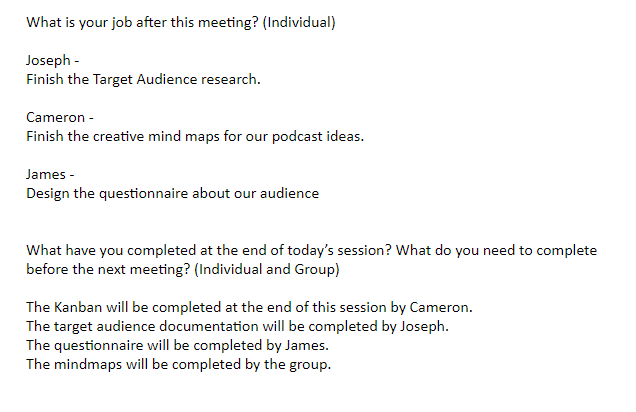 What is your job after this meeting? (Individual)
Joseph -
Finish the Target Audience research.
Cameron -
Finish the creative mind maps for our podcast ideas.
James -
Design the questionnaire about our audience
What have you completed at the end of today's session? What do you need to complete
before the next meeting? (Individual and Group)
The Kanban will be completed at the end of this session by Cameron.
The target audience documentation will be completed by Joseph.
The questionnaire will be completed by James.
The mindmaps will be completed by the group.